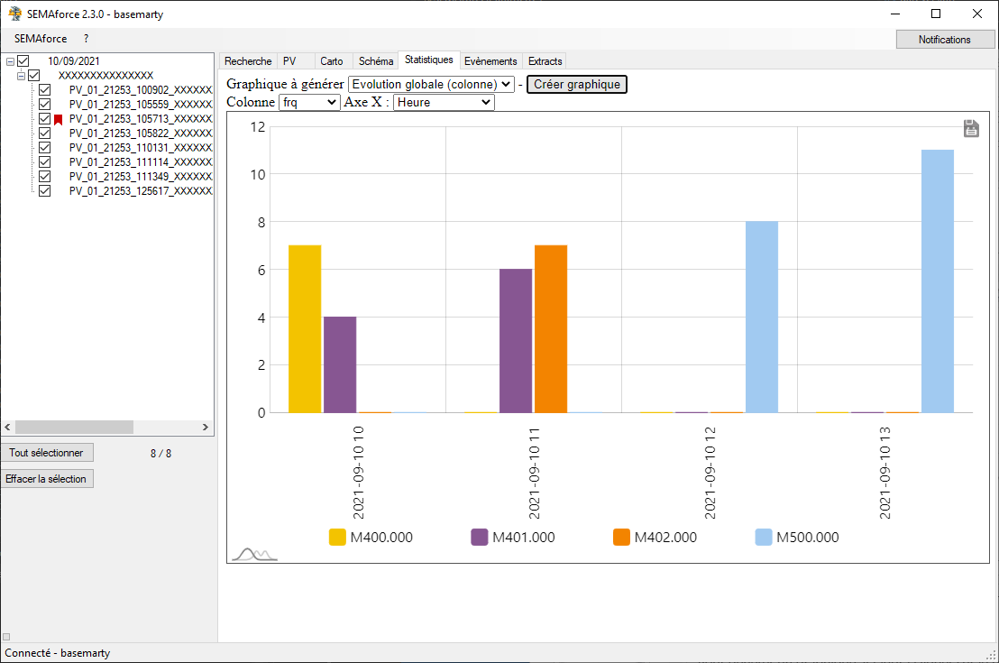 SEMAforce 2.3.0 - basemarty
SEMAforce ?
Notifications
10/09/2021
XXXXXXXXXXXXXXX
PV_01_21253_100902_XXXXXX
PV_01_21253_105559_XXXXXX
PV_01_21253_105713_XXXXXX
PV_01_21253_105822_XXXXXX
PV_01_21253_110131_XXXXXX
PV_01_21253_111114_XXXXXX
PV_01_21253_111349_XXXXXX
PV_01_21253_125617_XXXXXX
Tout sélectionner
8 / 8
Effacer la sélection
Recherche PV Carto Schéma Statistiques Evènements Extracts
Graphique à générer Evolution globale (colonne) - Créer graphique
Colonne frq Axe X : Heure
12
10
8
6
4
2
0
2021-09-10 10
2021-09-10 11
2021-09-10 12
2021-09-10 13
M400.000 M401.000 M402.000 M500.000
Connecté - basemarty